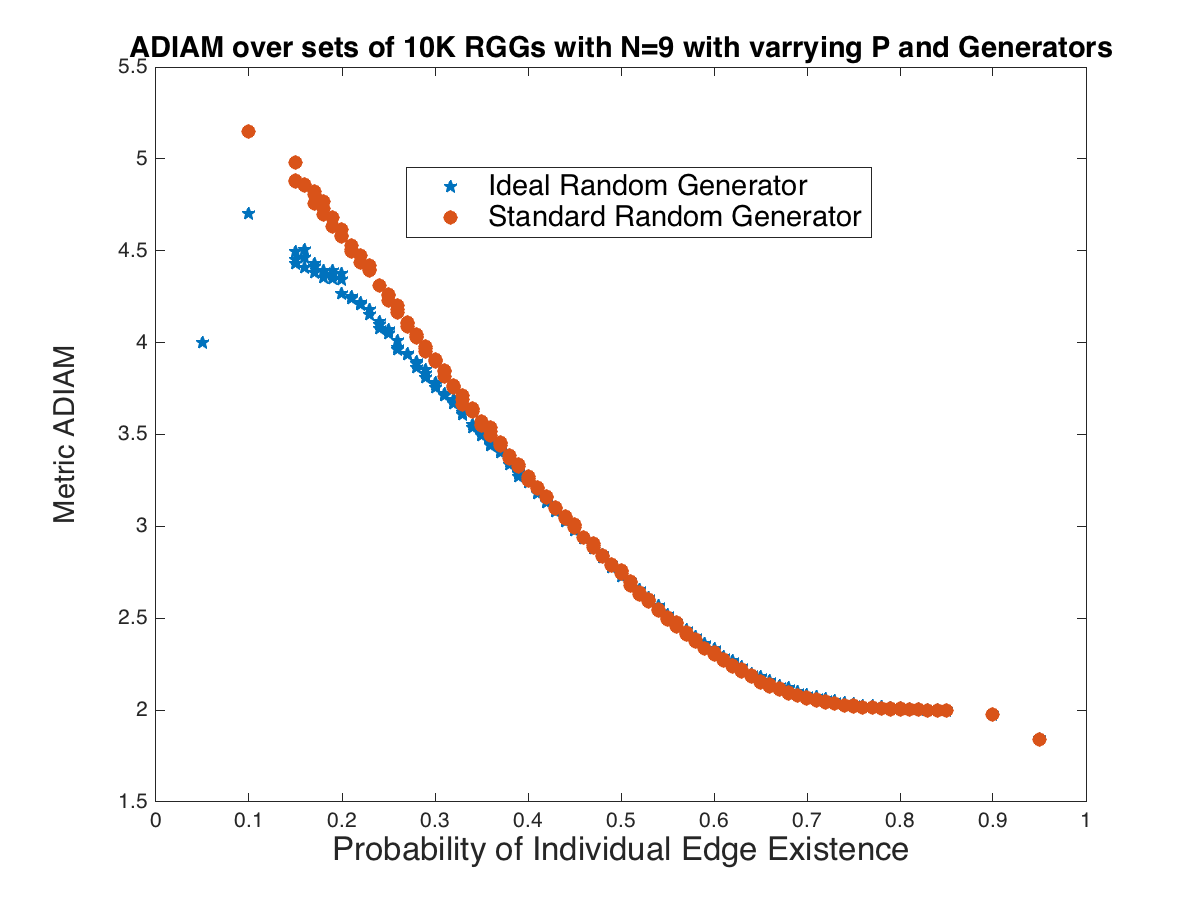 ADIAM over sets of 10K RGGs with N=9 with varrying P and Generators
5.5
5
4.5
4
3.5
3
2.5
2
1.5
Metric ADIAM
Ideal Random Generator
Standard Random Generator
0 0.1 0.2 0.3 0.4 0.5 0.6 0.7 0.8 0.9 1
Probability of Individual Edge Existence